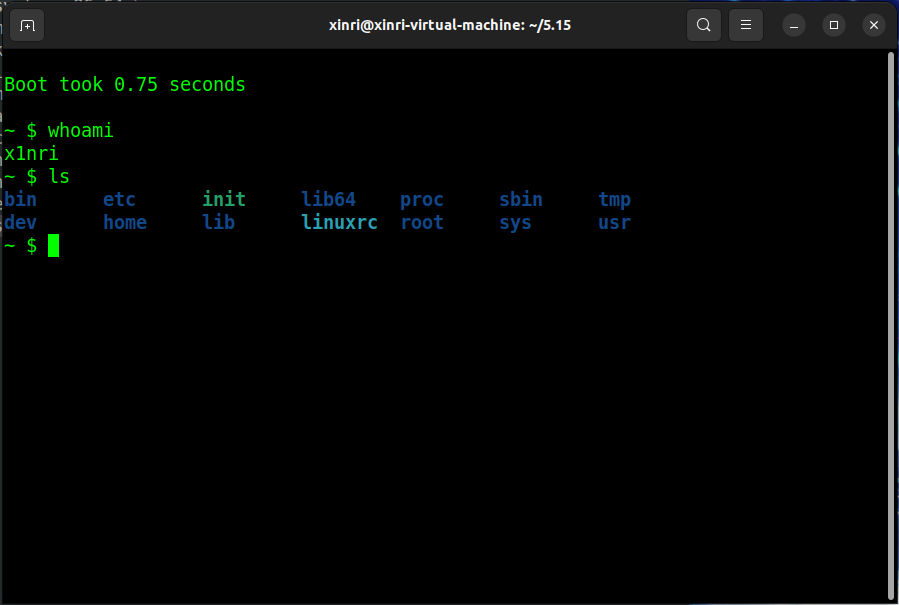 xinri@xinri-virtual-machine: ~/5.15
Boot took 0.75 seconds
~ $ whoami
x1nri
~ $ ls
bin etc init lib64 proc sbin tmp
dev home lib linuxrc root sys usr
~ $